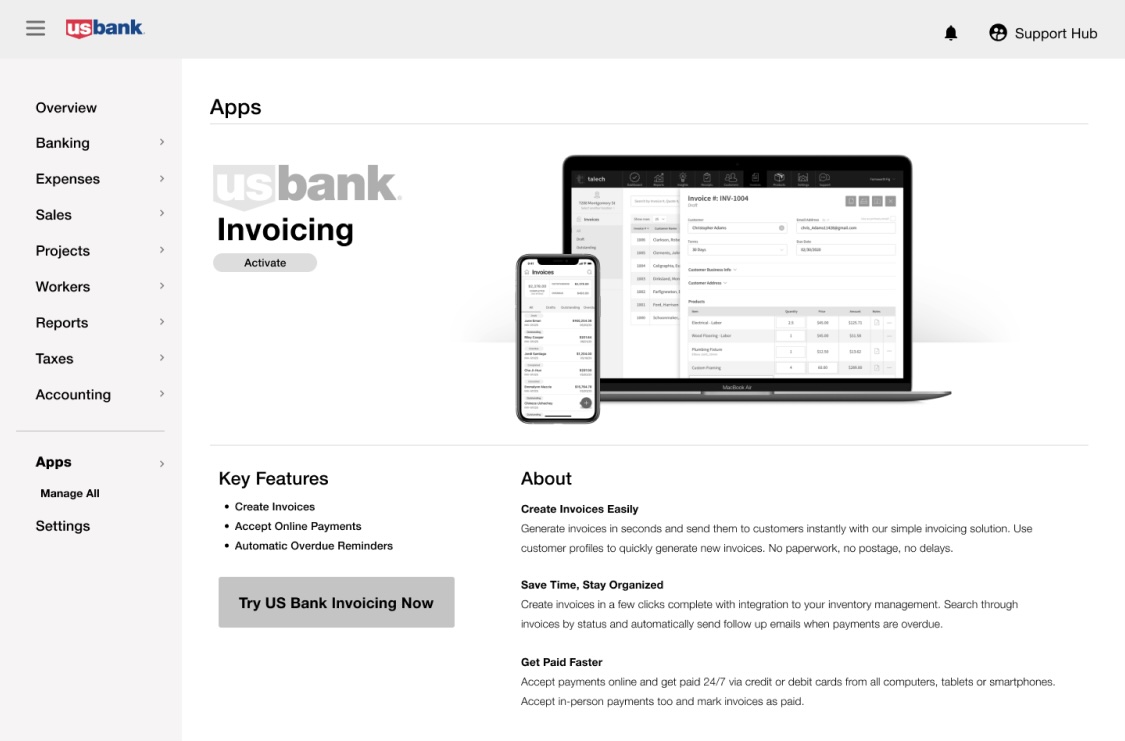 usbank
Support Hub
Overview
Banking
Expenses
Sales
Projects
Workers
Reports
Taxes
Accounting
Apps
Manage All
Settings
Apps
usbank.
Invoicing
Activate
talech
Invoice #: INV-1004
Draft
Customer
Christopher Adams
Terms
30 Days
Due Date
Customer Business Info
Customer Address
Products
Item Quantity Price Amount
Electrical - Labor
Wood Flooring - Labor
Plumbing Fixture
Custom Framing
MacBook Air
Invoices
Key Features
• Create Invoices
• Accept Online Payments
• Automatic Overdue Reminders
Try US Bank Invoicing Now
About
Create Invoices Easily
Generate invoices in seconds and send them to customers instantly with our simple invoicing solution. Use
customer profiles to quickly generate new invoices. No paperwork, no postage, no delays.
Save Time, Stay Organized
Create invoices in a few clicks complete with integration to your inventory management. Search through
invoices by status and automatically send follow up emails when payments are overdue.
Get Paid Faster
Accept payments online and get paid 24/7 via credit or debit cards from all computers, tablets or smartphones.
Accept in-person payments too and mark invoices as paid.